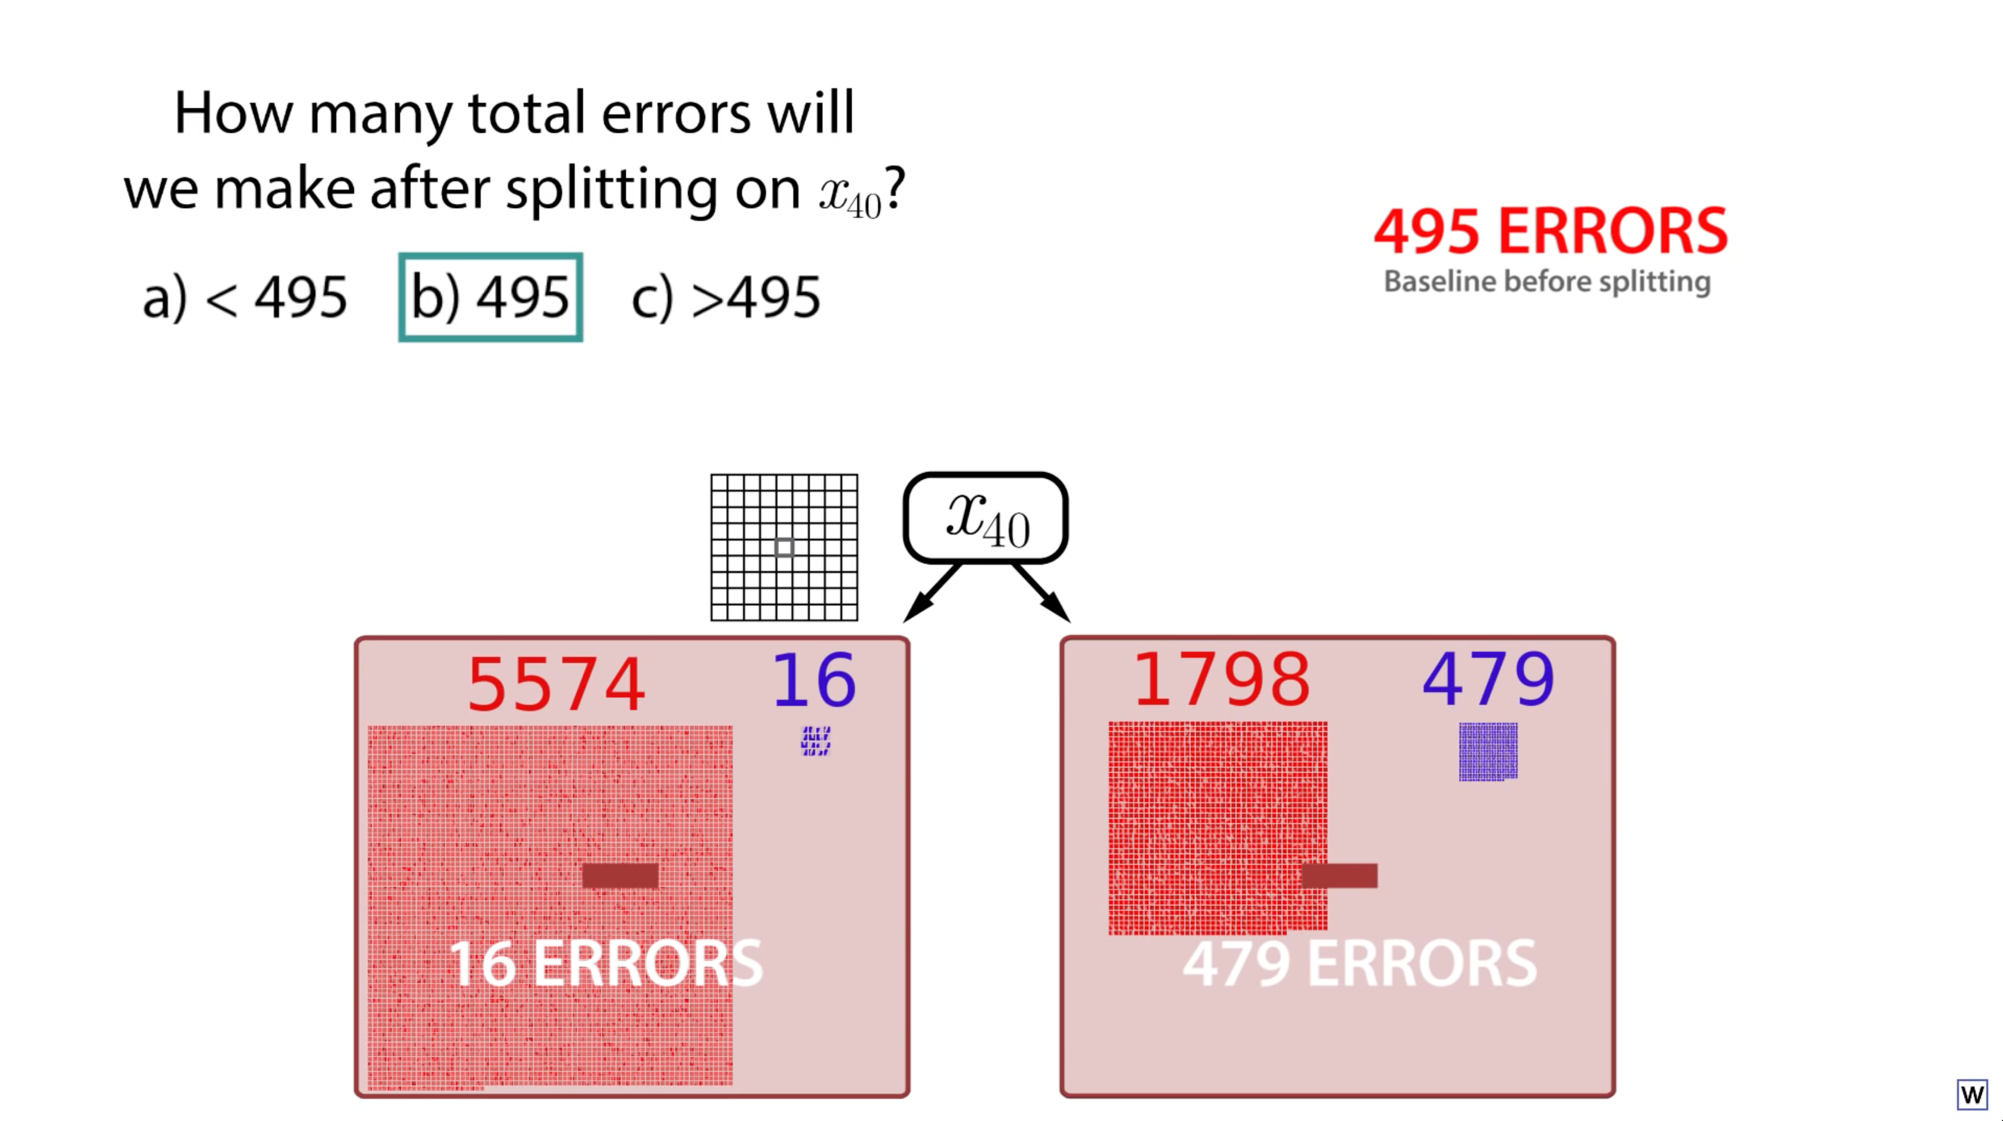 How many total errors will
we make after splitting on x₄₀?
a) < 495 b) 495 c) >495
495 ERRORS
Baseline before splitting
x₄₀
5574 16
16 ERRORS
1798 479
479 ERRORS
W